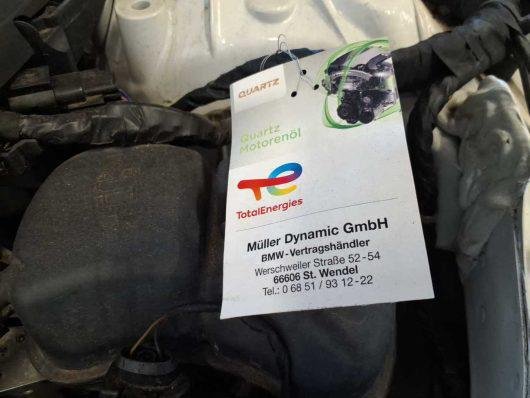 QUARTZ
Quartz
Motorenöl
TotalEnergies
Müller Dynamic GmbH
BMW-Vertragshändler
Werschweiler Straße 52-54
66606 St. Wendel
Tel.: 0 68 51 / 93 12-22